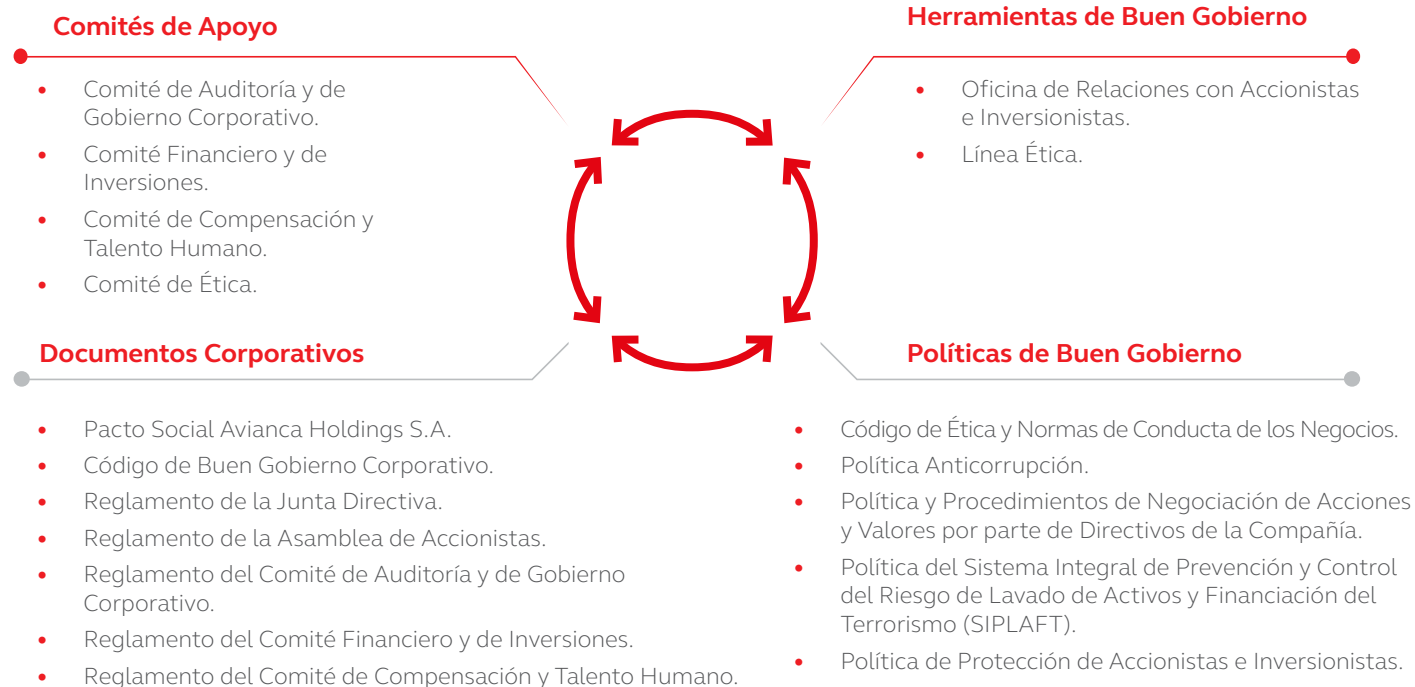 Comités de Apoyo
Comité de Auditoría y de
Gobierno Corporativo.
Comité Financiero y de
Inversiones.
Comité de Compensación y
Talento Humano.
Comité de Ética.
Herramientas de Buen Gobierno
Oficina de Relaciones con Accionistas
e Inversionistas.
Línea Ética.
Documentos Corporativos
Pacto Social Avianca Holdings S.A.
Código de Buen Gobierno Corporativo.
Reglamento de la Junta Directiva.
Reglamento de la Asamblea de Accionistas.
Reglamento del Comité de Auditoría y de Gobierno
Corporativo.
Reglamento del Comité Financiero y de Inversiones.
Reglamento del Comité de Compensación y Talento Humano.
Políticas de Buen Gobierno
Código de Ética y Normas de Conducta de los Negocios.
Política Anticorrupción.
Política y Procedimientos de Negociación de Acciones
y Valores por parte de Directivos de la Compañía.
Política del Sistema Integral de Prevención y Control
del Riesgo de Lavado de Activos y Financiación del
Terrorismo (SIPLAFT).
Política de Protección de Accionistas e Inversionistas.